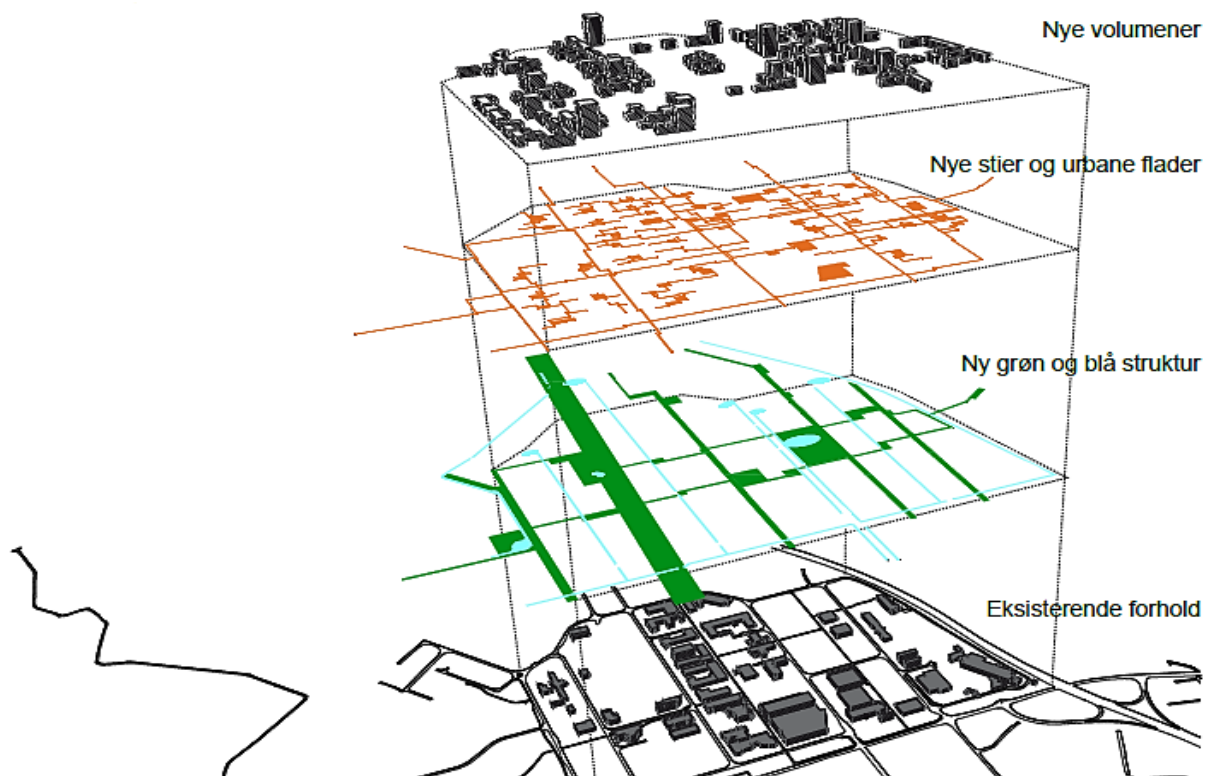 Nye volumener
Nye stier og urbane flader
Ny grøn og blå struktur
Eksisterende forhold